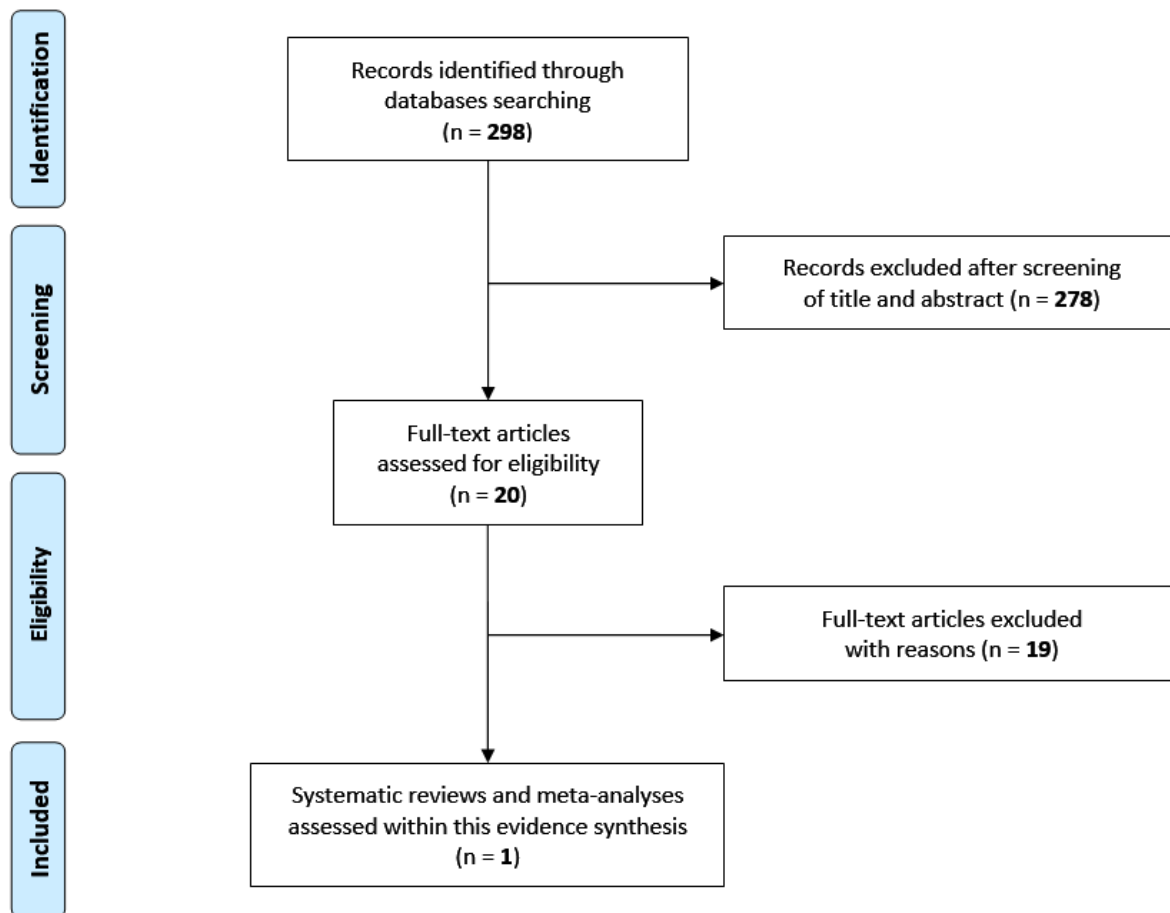 Identification
Records identified through
databases searching
(n = 298)
Screening
Records excluded after screening
of title and abstract (n = 278)
Full-text articles
assessed for eligibility
(n = 20)
Eligibility
Full-text articles excluded
with reasons (n = 19)
Included
Systematic reviews and meta-analyses
assessed within this evidence synthesis
(n = 1)